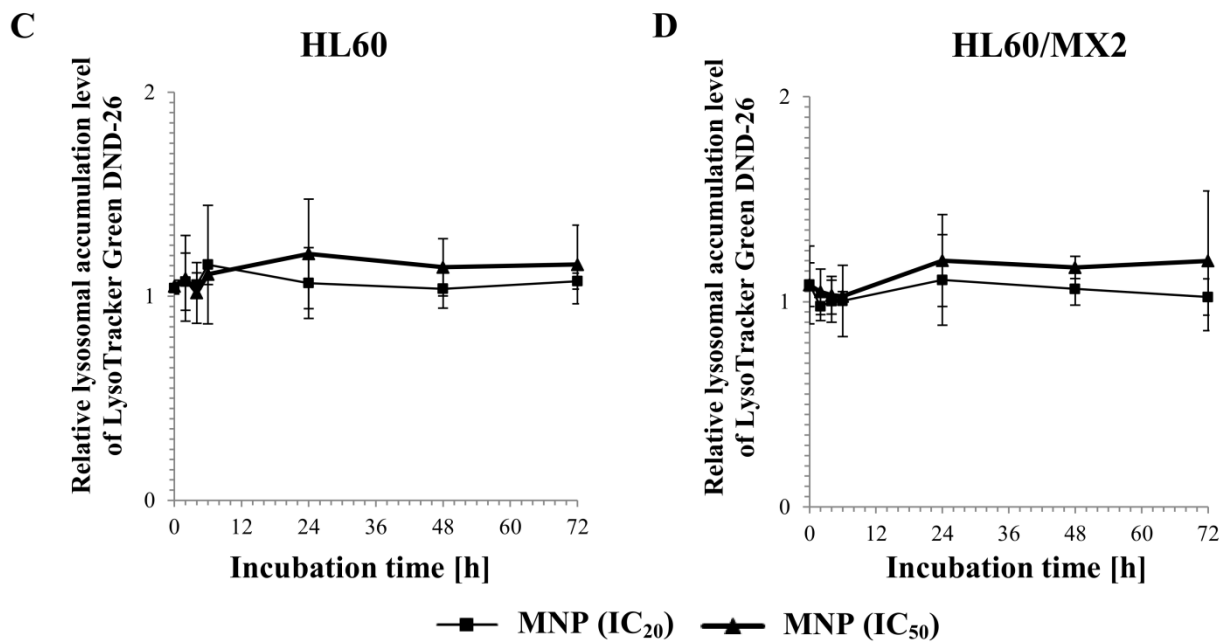 C
HL60
Relative lysosomal accumulation level
of LysoTracker Green DND-26
2
1
0
0 12 24 36 48 60 72
Incubation time [h]
D
HL60/MX2
Relative lysosomal accumulation level
of LysoTracker Green DND-26
2
1
0
0 12 24 36 48 60 72
Incubation time [h]
MNP (IC20) MNP (IC50)